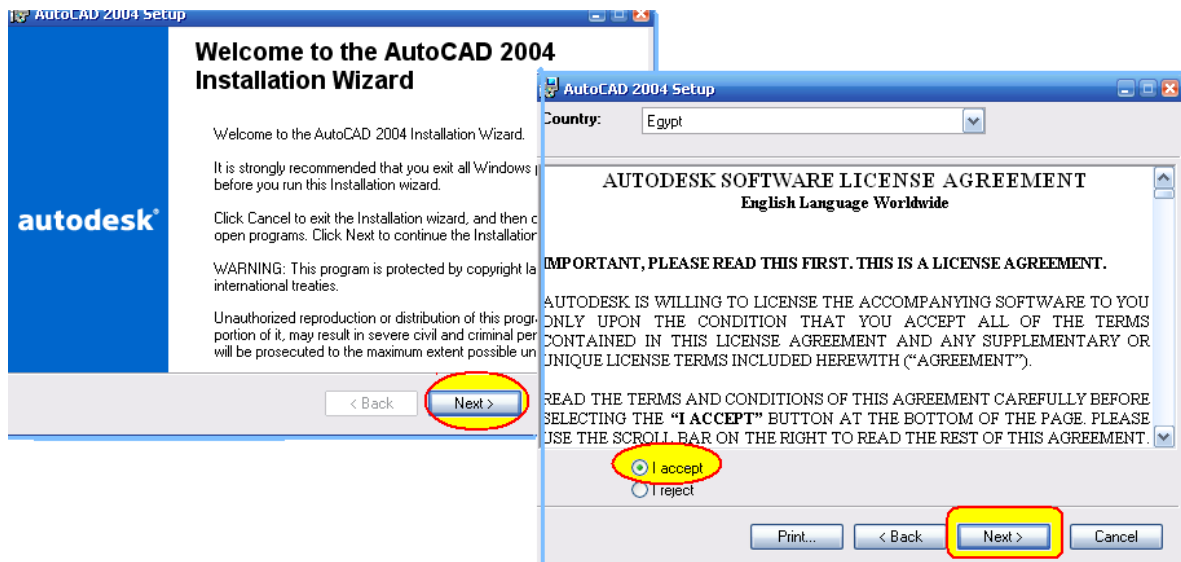 AutoCAD 2004 Setup
Welcome to the AutoCAD 2004
Installation Wizard
Welcome to the AutoCAD 2004 Installation Wizard.
It is strongly recommended that you exit all Windows
before you run this Installation wizard.
Click Cancel to exit the Installation wizard, and then
open programs. Click Next to continue the Installation
WARNING: This program is protected by copyright
international treaties.
Unauthorized reproduction or distribution of this
portion of it, may result in severe civil and criminal
will be prosecuted to the maximum extent possible
autodesk®
< Back
Next >
AutoCAD 2004 Setup
Country:
Egypt
AUTODESK SOFTWARE LICENSE AGREEMENT
English Language Worldwide
IMPORTANT, PLEASE READ THIS FIRST. THIS IS A LICENSE AGREEMENT.
AUTODESK IS WILLING TO LICENSE THE ACCOMPANYING SOFTWARE TO YOU
ONLY UPON THE CONDITION THAT YOU ACCEPT ALL OF THE TERMS
CONTAINED IN THIS LICENSE AGREEMENT AND ANY SUPPLEMENTARY OR
UNIQUE LICENSE TERMS INCLUDED HEREWITH (“AGREEMENT”).
READ THE TERMS AND CONDITIONS OF THIS AGREEMENT CAREFULLY BEFORE
SELECTING THE “I ACCEPT” BUTTON AT THE BOTTOM OF THE PAGE. PLEASE
USE THE SCROLL BAR ON THE RIGHT TO READ THE REST OF THIS AGREEMENT.
I accept
I reject
Print...
< Back
Next >
Cancel